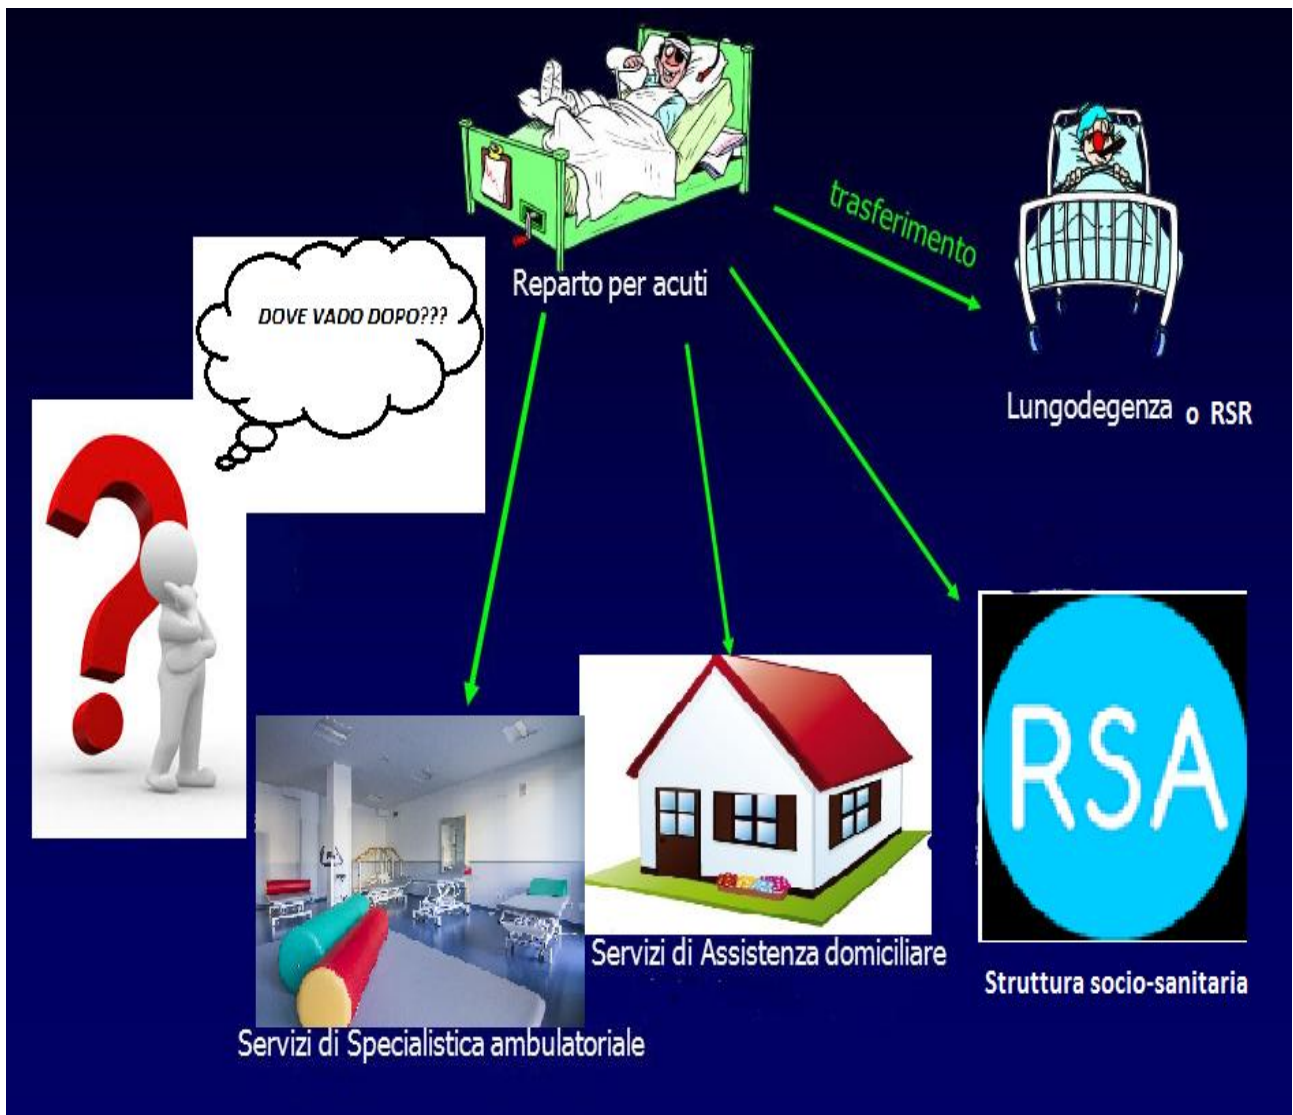 Reparto per acuti
trasferimento
DOVE VADO DOPO???
Lungodegenza o RSR
RSA
Servizi di Assistenza domiciliare
Struttura socio-sanitaria
Servizi di Specialistica ambulatoriale